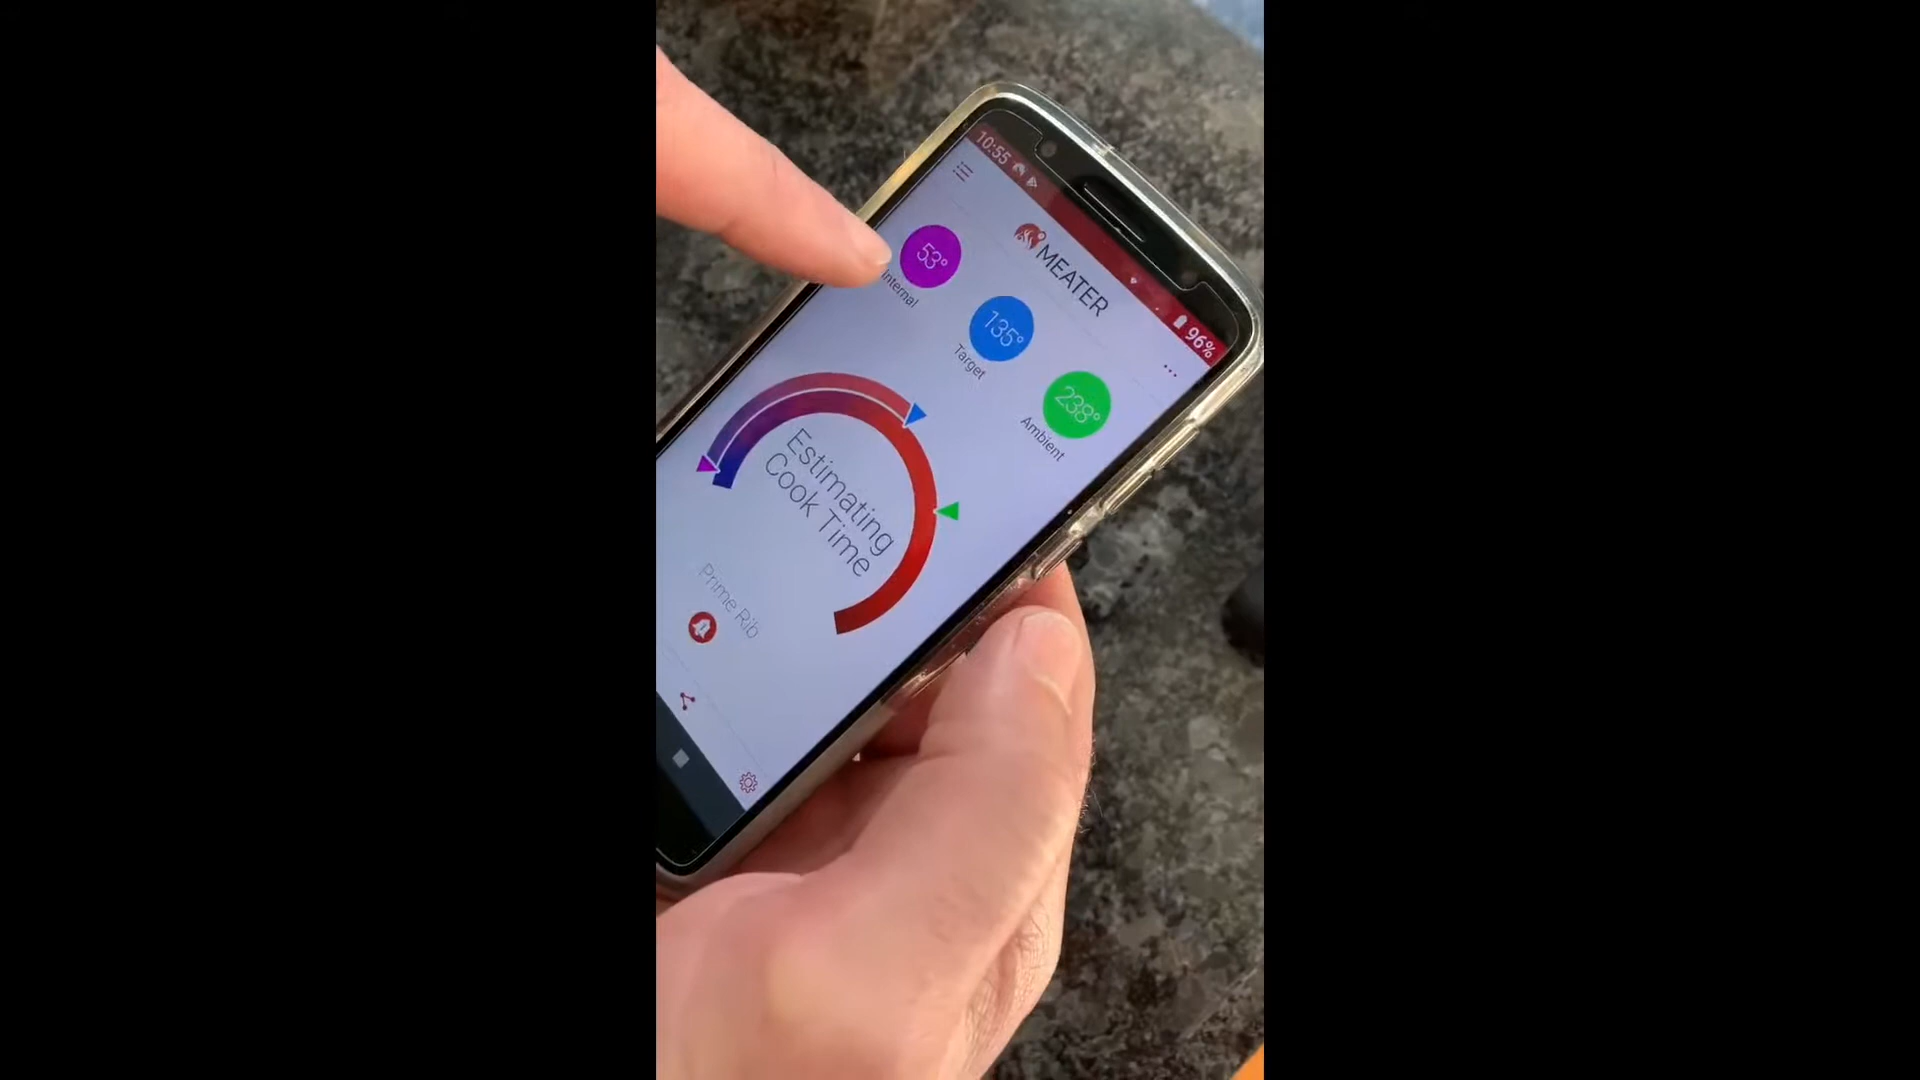 10:55
96%
MEATER
53°
Internal
135°
Target
238°
Ambient
Estimating
Cook Time
Prime Rib